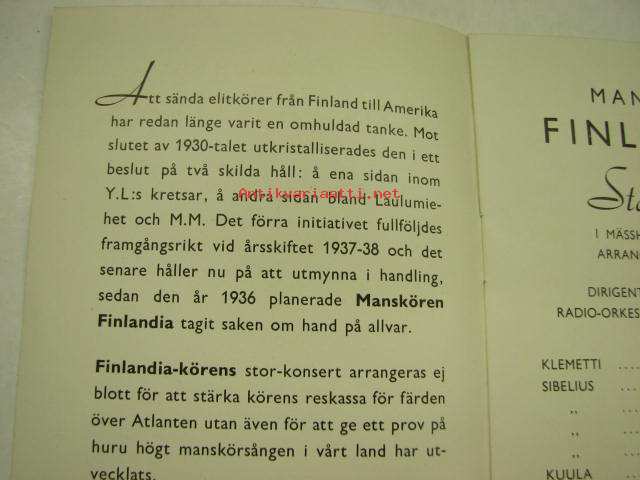 Att sända elitkörer från Finland till Amerika
har redan länge varit en omhuldad tanke. Mot
slutet av 1930-talet utkristalliserades den i ett
beslut på två skilda håll: å ena sidan inom
Y.L:s kretsar, å andra sidan bland Laulumie-
het och M.M. Det förra initiativet fullföljdes
framgångsrikt vid årsskiftet 1937-38 och det
senare håller nu på att utmynna i handling,
sedan den år 1936 planerade Manskören
Finlandia tagit saken om hand på allvar.
Finlandia-körens stor-konsert arrangeras ej
blott för att stärka körens reskassa för färden
över Atlanten utan även för att ge ett prov på
huru högt manskörsången i vårt land har ut-
vecklats.
Antikvariaatti.net
MAN
FINL
Sto
I MÄSSH
ARRAN
DIRIGENT
RADIO-ORKES
KLEMETTI ....
SIBELIUS ....
„ ....
„ ....
„ ....
KUULA ....